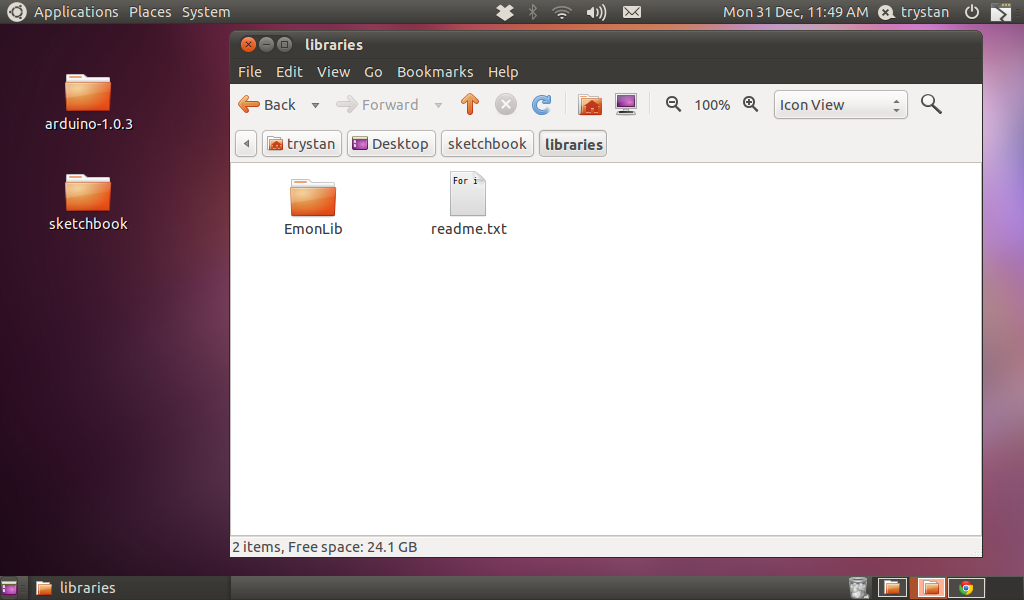 Applications Places System Mon 31 Dec, 11:49 AM trystan
arduino-1.0.3
sketchbook
libraries
File Edit View Go Bookmarks Help
Back Forward 100% Icon View
trystan Desktop sketchbook libraries
For i
EmonLib readme.txt
2 items, Free space: 24.1 GB
libraries